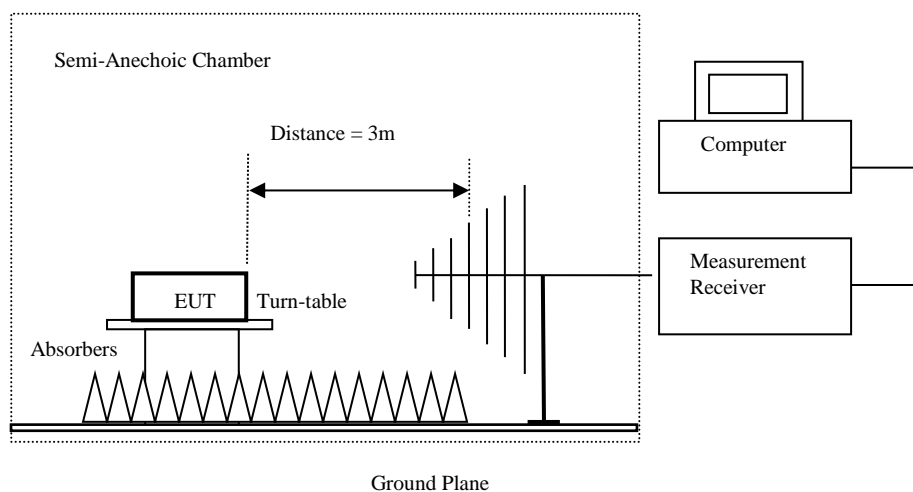 Semi-Anechoic Chamber
Distance = 3m
Computer
Measurement
Receiver
EUT
Turn-table
Absorbers
Ground Plane